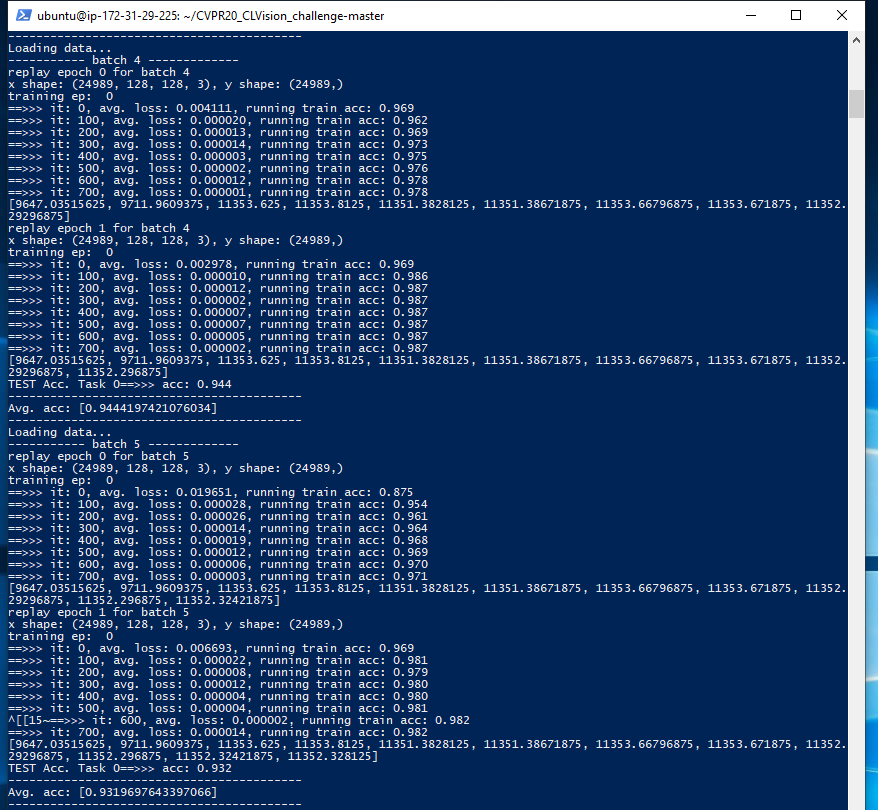 ubuntu@ip-172-31-29-225: ~/CVPR20_CLVision_challenge-master
------------------------------------------
Loading data...
----------- batch 4 -------------
replay epoch 0 for batch 4
x shape: (24989, 128, 128, 3), y shape: (24989,)
training ep:  0
==>>> it: 0, avg. loss: 0.004111, running train acc: 0.969
==>>> it: 100, avg. loss: 0.000020, running train acc: 0.962
==>>> it: 200, avg. loss: 0.000013, running train acc: 0.969
==>>> it: 300, avg. loss: 0.000014, running train acc: 0.973
==>>> it: 400, avg. loss: 0.000003, running train acc: 0.975
==>>> it: 500, avg. loss: 0.000002, running train acc: 0.976
==>>> it: 600, avg. loss: 0.000012, running train acc: 0.978
==>>> it: 700, avg. loss: 0.000001, running train acc: 0.978
[9647.03515625, 9711.9609375, 11353.625, 11353.8125, 11351.3828125, 11351.38671875, 11353.66796875, 11353.671875, 11352.
29296875]
replay epoch 1 for batch 4
x shape: (24989, 128, 128, 3), y shape: (24989,)
training ep:  0
==>>> it: 0, avg. loss: 0.002978, running train acc: 0.969
==>>> it: 100, avg. loss: 0.000010, running train acc: 0.986
==>>> it: 200, avg. loss: 0.000012, running train acc: 0.987
==>>> it: 300, avg. loss: 0.000002, running train acc: 0.987
==>>> it: 400, avg. loss: 0.000007, running train acc: 0.987
==>>> it: 500, avg. loss: 0.000007, running train acc: 0.987
==>>> it: 600, avg. loss: 0.000005, running train acc: 0.987
==>>> it: 700, avg. loss: 0.000002, running train acc: 0.987
[9647.03515625, 9711.9609375, 11353.625, 11353.8125, 11351.3828125, 11351.38671875, 11353.66796875, 11353.671875, 11352.
29296875, 11352.296875]
TEST Acc. Task 0==>>> acc: 0.944
------------------------------------------
Avg. acc: [0.9444197421076034]
------------------------------------------
Loading data...
----------- batch 5 -------------
replay epoch 0 for batch 5
x shape: (24989, 128, 128, 3), y shape: (24989,)
training ep:  0
==>>> it: 0, avg. loss: 0.019651, running train acc: 0.875
==>>> it: 100, avg. loss: 0.000028, running train acc: 0.954
==>>> it: 200, avg. loss: 0.000026, running train acc: 0.961
==>>> it: 300, avg. loss: 0.000014, running train acc: 0.964
==>>> it: 400, avg. loss: 0.000019, running train acc: 0.968
==>>> it: 500, avg. loss: 0.000012, running train acc: 0.969
==>>> it: 600, avg. loss: 0.000006, running train acc: 0.970
==>>> it: 700, avg. loss: 0.000003, running train acc: 0.971
[9647.03515625, 9711.9609375, 11353.625, 11353.8125, 11351.3828125, 11351.38671875, 11353.66796875, 11353.671875, 11352.
29296875, 11352.296875, 11352.32421875]
replay epoch 1 for batch 5
x shape: (24989, 128, 128, 3), y shape: (24989,)
training ep:  0
==>>> it: 0, avg. loss: 0.006693, running train acc: 0.969
==>>> it: 100, avg. loss: 0.000022, running train acc: 0.981
==>>> it: 200, avg. loss: 0.000008, running train acc: 0.979
==>>> it: 300, avg. loss: 0.000012, running train acc: 0.980
==>>> it: 400, avg. loss: 0.000004, running train acc: 0.980
==>>> it: 500, avg. loss: 0.000004, running train acc: 0.981
^[[15~==>>> it: 600, avg. loss: 0.000002, running train acc: 0.982
==>>> it: 700, avg. loss: 0.000014, running train acc: 0.982
[9647.03515625, 9711.9609375, 11353.625, 11353.8125, 11351.3828125, 11351.38671875, 11353.66796875, 11353.671875, 11352.
29296875, 11352.296875, 11352.32421875, 11352.328125]
TEST Acc. Task 0==>>> acc: 0.932
------------------------------------------
Avg. acc: [0.9319697643397066]
------------------------------------------